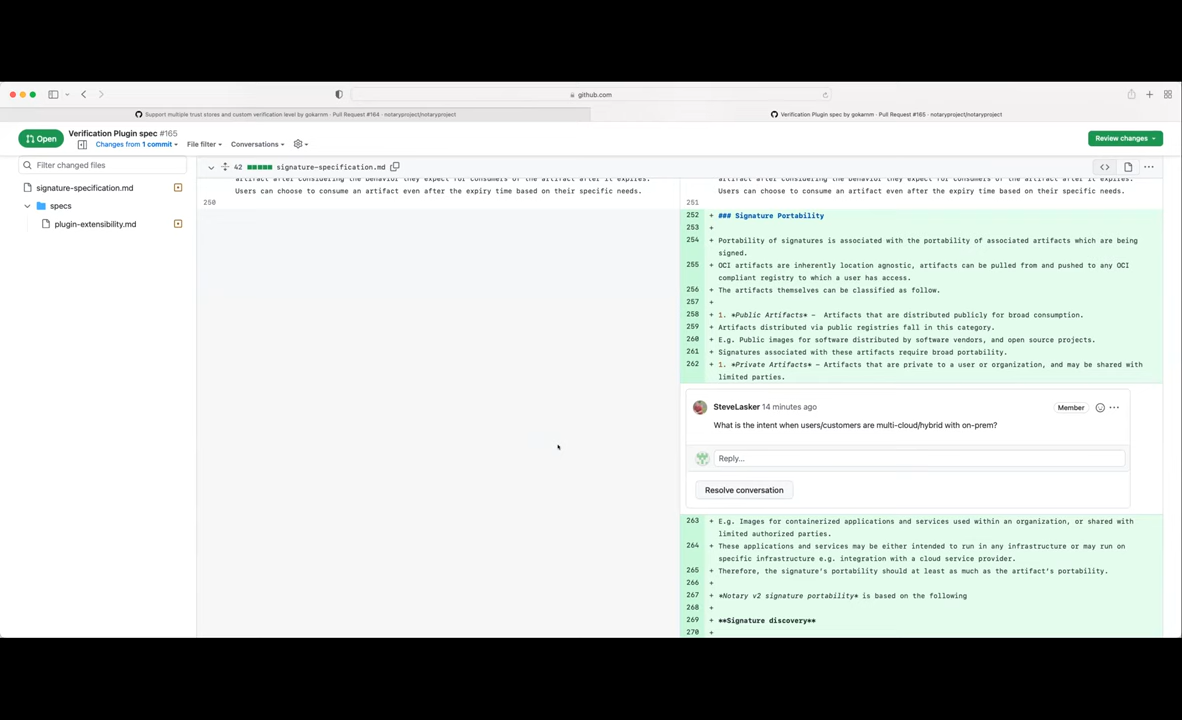 github.com
Support multiple trust stores and custom verification level by gokarnm · Pull Request #164 · notaryproject/notaryproject
Verification Plugin spec by gokarnm · Pull Request #165 · notaryproject/notaryproject
Open
Verification Plugin spec #165
Changes from 1 commit
File filter
Conversations
Review changes
Filter changed files
signature-specification.md
specs
plugin-extensibility.md
42 signature-specification.md
Users can choose to consume an artifact even after the expiry time based on their specific needs.
250
artifact after considering the behavior they expect for consumers of the artifact after it expires.
Users can choose to consume an artifact even after the expiry time based on their specific needs.
251
252 + ### Signature Portability
253 +
254 + Portability of signatures is associated with the portability of associated artifacts which are being
signed.
255 + OCI artifacts are inherently location agnostic, artifacts can be pulled from and pushed to any OCI
compliant registry to which a user has access.
256 + The artifacts themselves can be classified as follow.
257 +
258 + 1. *Public Artifacts* – Artifacts that are distributed publicly for broad consumption.
259 + Artifacts distributed via public registries fall in this category.
260 + E.g. Public images for software distributed by software vendors, and open source projects.
261 + Signatures associated with these artifacts require broad portability.
262 + 1. *Private Artifacts* – Artifacts that are private to a user or organization, and may be shared with
limited parties.
SteveLasker 14 minutes ago
Member
What is the intent when users/customers are multi-cloud/hybrid with on-prem?
Reply...
Resolve conversation
263 + E.g. Images for containerized applications and services used within an organization, or shared with
limited authorized parties.
264 + These applications and services may be either intended to run in any infrastructure or may run on
specific infrastructure e.g. integration with a cloud service provider.
265 + Therefore, the signature's portability should at least as much as the artifact's portability.
266 +
267 + *Notary v2 signature portability* is based on the following
268 +
269 + **Signature discovery**
270 +